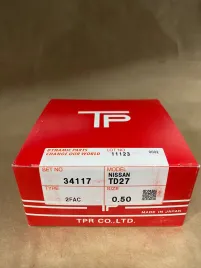 TP
DYNAMIC PARTS LOT NO
CHANGE OUR WORLD 11123
SET NO. MODEL
34117 NISSAN
TD27
TYPE SIZE
2FAC 0.50
MADE IN JAPAN
TPR CO.,LTD.